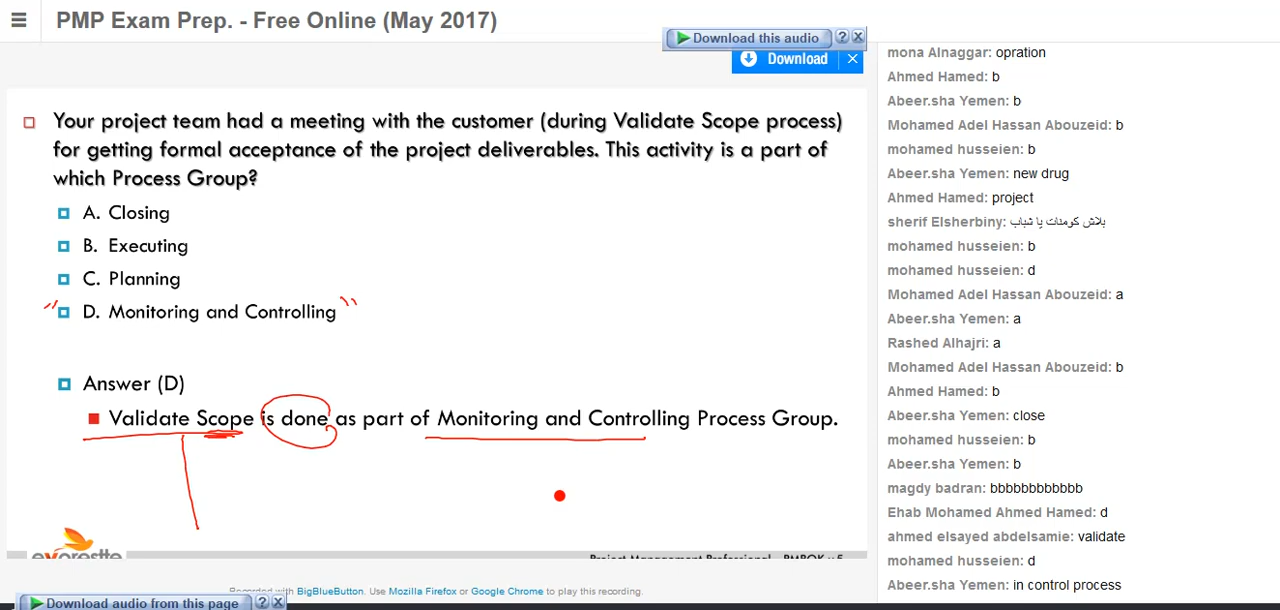 PMP Exam Prep. - Free Online (May 2017)
Download this audio
Download
Your project team had a meeting with the customer (during Validate Scope process)
for getting formal acceptance of the project deliverables. This activity is a part of
which Process Group?
A. Closing
B. Executing
C. Planning
D. Monitoring and Controlling
Answer (D)
Validate Scope is done as part of Monitoring and Controlling Process Group.
evorestte
Project Management Professional PMBOK v.5
Recorded with BigBlueButton. Use Mozilla Firefox or Google Chrome to play this recording.
Download audio from this page
mona Alnaggar: opration
Ahmed Hamed: b
Abeer.sha Yemen: b
Mohamed Adel Hassan Abouzeid: b
mohamed husseien: b
Abeer.sha Yemen: new drug
Ahmed Hamed: project
sherif Elsherbiny: بلاش كومنات يا شباب
mohamed husseien: b
mohamed husseien: d
Mohamed Adel Hassan Abouzeid: a
Abeer.sha Yemen: a
Rashed Alhajri: a
Mohamed Adel Hassan Abouzeid: b
Ahmed Hamed: b
Abeer.sha Yemen: close
mohamed husseien: b
Abeer.sha Yemen: b
magdy badran: bbbbbbbbbbbb
Ehab Mohamed Ahmed Hamed: d
ahmed elsayed abdelsamie: validate
mohamed husseien: d
Abeer.sha Yemen: in control process